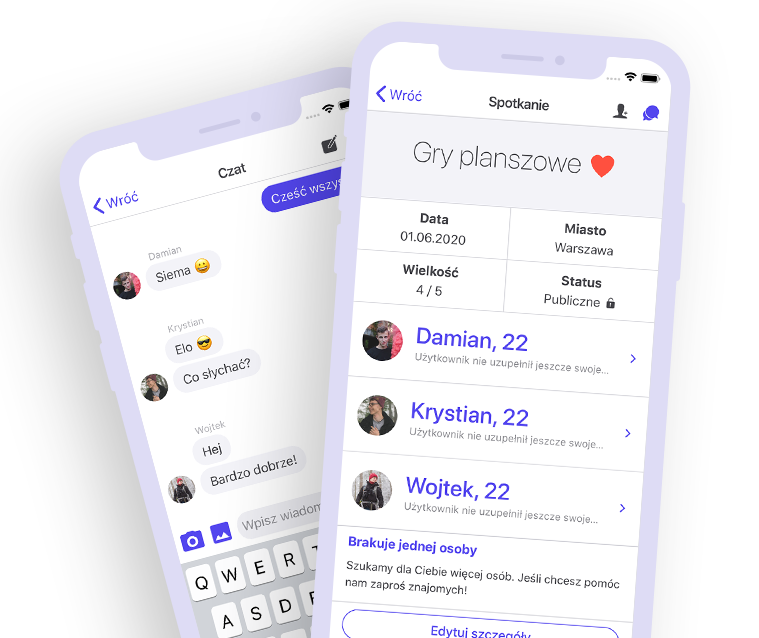 Wróć
Czat
Cześć wszys
Damian
Siema 😀
Krystian
Elo 😎
Co słychać?
Wojtek
Hej
Bardzo dobrze!
Wpisz wiadom
Q W E R T
A S D F
Wróć
Spotkanie
Gry planszowe ❤️
Data
01.06.2020
Miasto
Warszawa
Wielkość
4 / 5
Status
Publiczne
Damian, 22
Użytkownik nie uzupełnił jeszcze swoje...
Krystian, 22
Użytkownik nie uzupełnił jeszcze swoje...
Wojtek, 22
Użytkownik nie uzupełnił jeszcze swoje...
Brakuje jednej osoby
Szukamy dla Ciebie więcej osób. Jeśli chcesz pomóc
nam zaproś znajomych!
Edytuj szczegóły